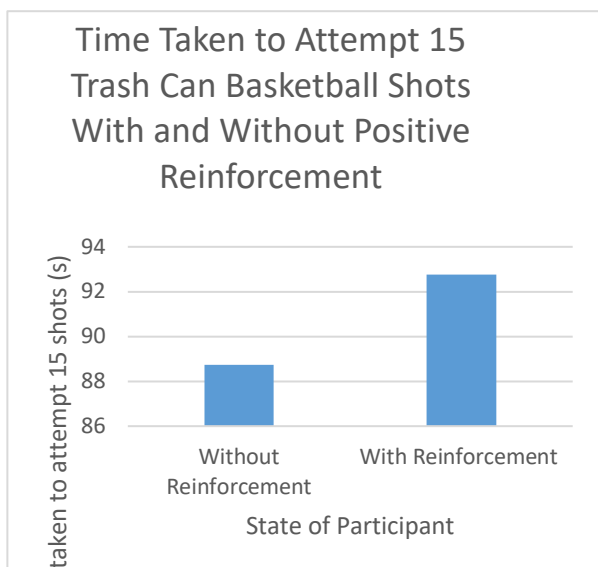 Time Taken to Attempt 15
Trash Can Basketball Shots
With and Without Positive
Reinforcement
taken to attempt 15 shots (s)
94
92
90
88
86
Without
Reinforcement
With Reinforcement
State of Participant